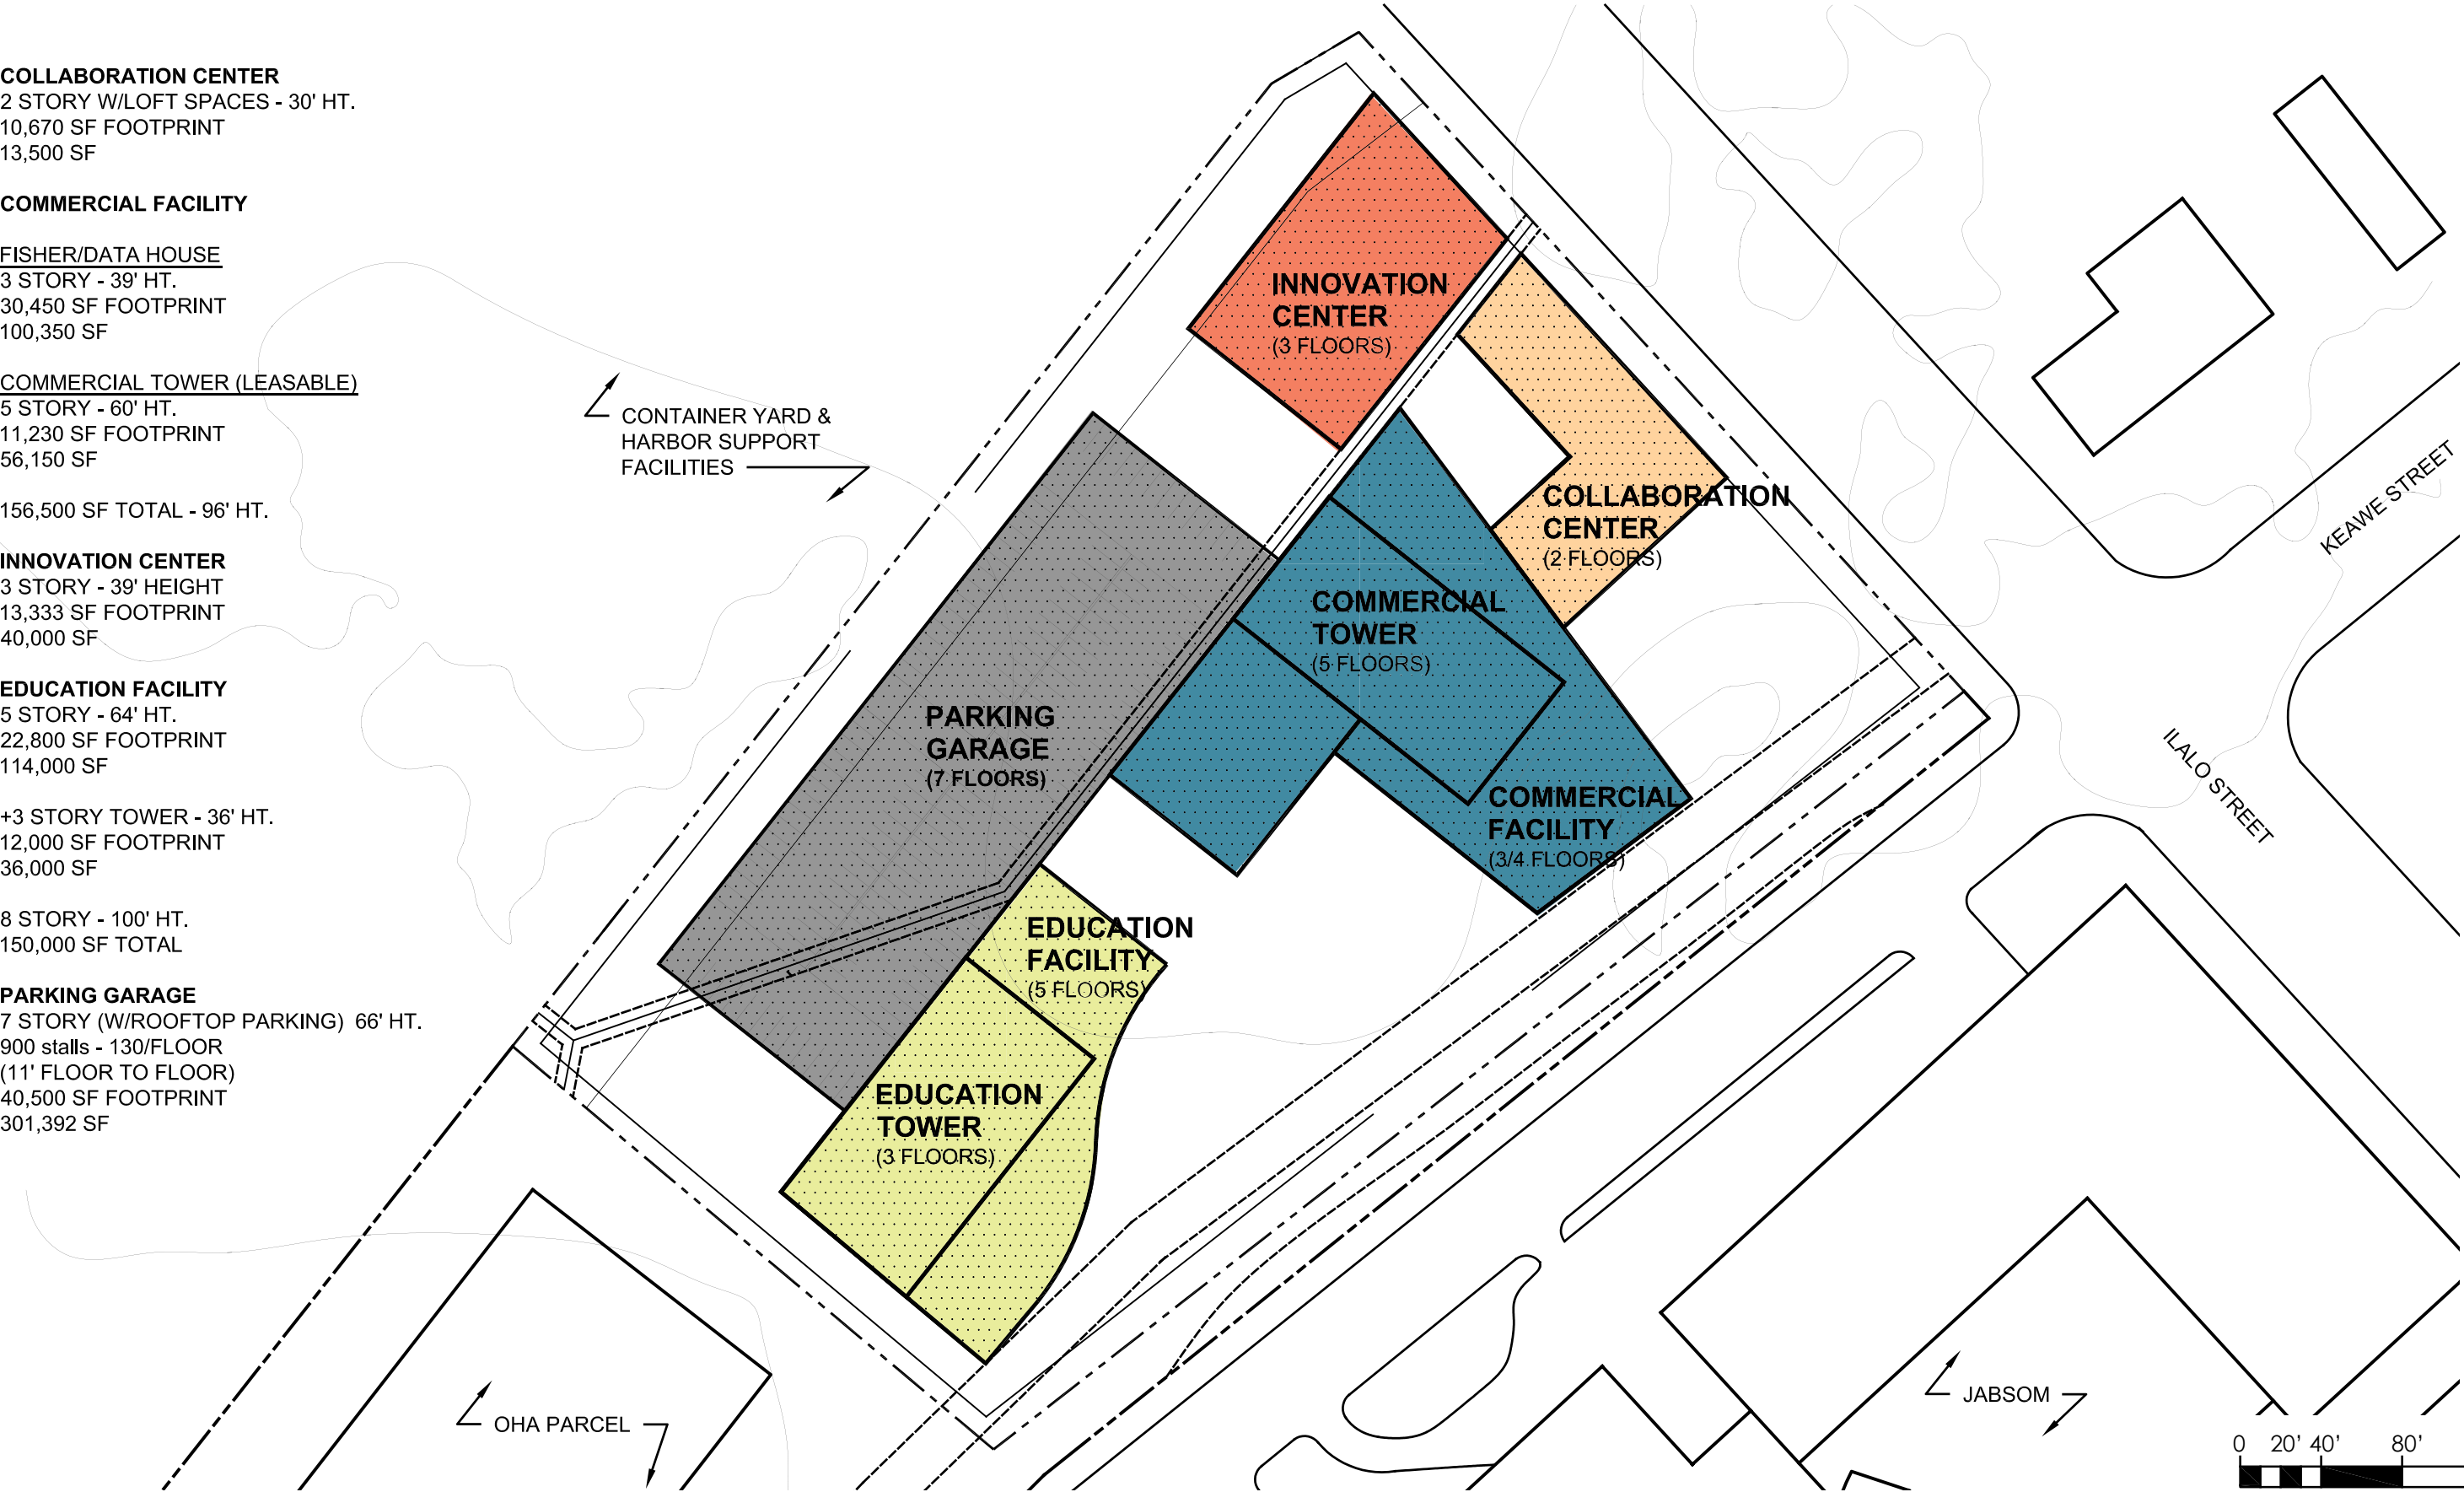 COLLABORATION CENTER
2 STORY W/LOFT SPACES - 30' HT.
10,670 SF FOOTPRINT
13,500 SF
COMMERCIAL FACILITY
FISHER/DATA HOUSE
3 STORY - 39' HT.
30,450 SF FOOTPRINT
100,350 SF
COMMERCIAL TOWER (LEASABLE)
5 STORY - 60' HT.
11,230 SF FOOTPRINT
56,150 SF
156,500 SF TOTAL - 96' HT.
INNOVATION CENTER
3 STORY - 39' HEIGHT
13,333 SF FOOTPRINT
40,000 SF
EDUCATION FACILITY
5 STORY - 64' HT.
22,800 SF FOOTPRINT
114,000 SF
+3 STORY TOWER - 36' HT.
12,000 SF FOOTPRINT
36,000 SF
8 STORY - 100' HT.
150,000 SF TOTAL
PARKING GARAGE
7 STORY (W/ROOFTOP PARKING) 66' HT.
900 stalls - 130/FLOOR
(11' FLOOR TO FLOOR)
40,500 SF FOOTPRINT
301,392 SF
CONTAINER YARD &
HARBOR SUPPORT
FACILITIES
INNOVATION
CENTER
(3 FLOORS)
COLLABORATION
CENTER
(2 FLOORS)
COMMERCIAL
TOWER
(5 FLOORS)
PARKING
GARAGE
(7 FLOORS)
COMMERCIAL
FACILITY
(3/4 FLOORS)
EDUCATION
FACILITY
(5 FLOORS)
EDUCATION
TOWER
(3 FLOORS)
KEAWE STREET
ILALO STREET
OHA PARCEL
JABSOM
0 20' 40' 80'